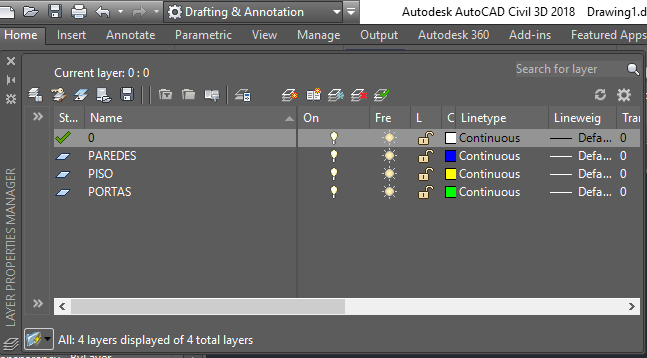 Drafting & Annotation
Autodesk AutoCAD Civil 3D 2018 Drawing1.d
Home Insert Annotate Parametric View Manage Output Autodesk 360 Add-ins Featured Apps
Current layer: 0 : 0
Search for layer
St... Name On Fre L C Linetype Lineweig Trar
0 Continuous Defa... 0
PAREDES Continuous Defa... 0
PISO Continuous Defa... 0
PORTAS Continuous Defa... 0
LAYER PROPERTIES MANAGER
All: 4 layers displayed of 4 total layers
ByLayer